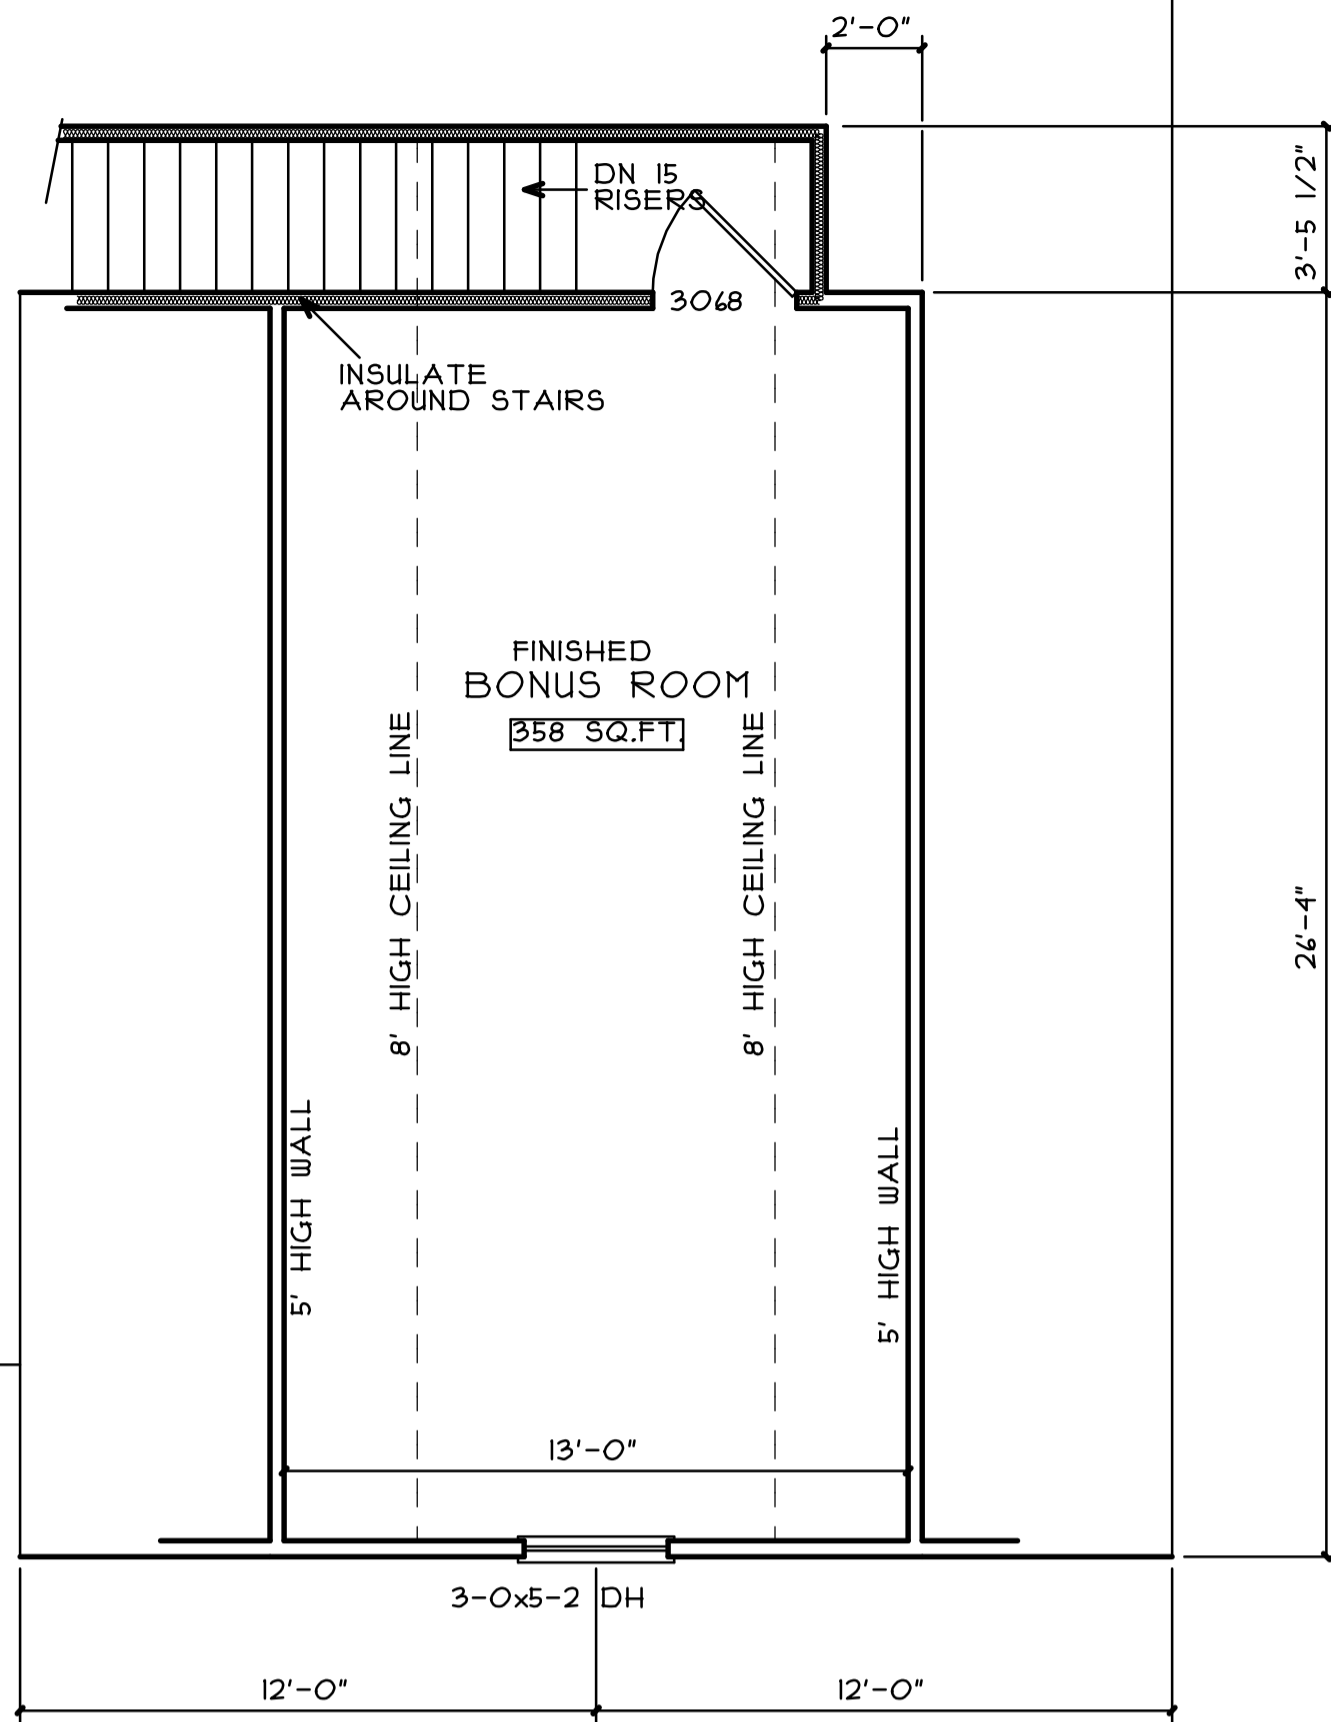 2'-0"
3'-5 1/2"
DN 15
RISERS
3068
INSULATE
AROUND STAIRS
FINISHED
BONUS ROOM
358 SQ.FT.
8' HIGH CEILING LINE
8' HIGH CEILING LINE
26'-4"
5' HIGH WALL
5' HIGH WALL
13'-0"
3-0x5-2 DH
12'-0"
12'-0"